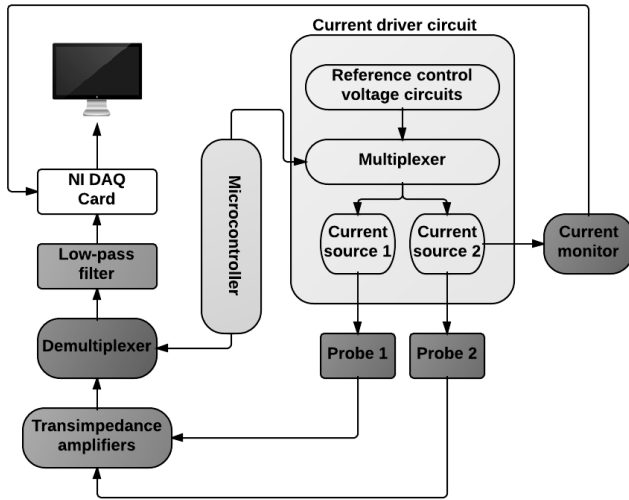 Current driver circuit
Reference control
voltage circuits
Multiplexer
Current
source 1
Current
source 2
Current
monitor
Microcontroller
NI DAQ
Card
Low-pass
filter
Demultiplexer
Probe 1
Probe 2
Transimpedance
amplifiers